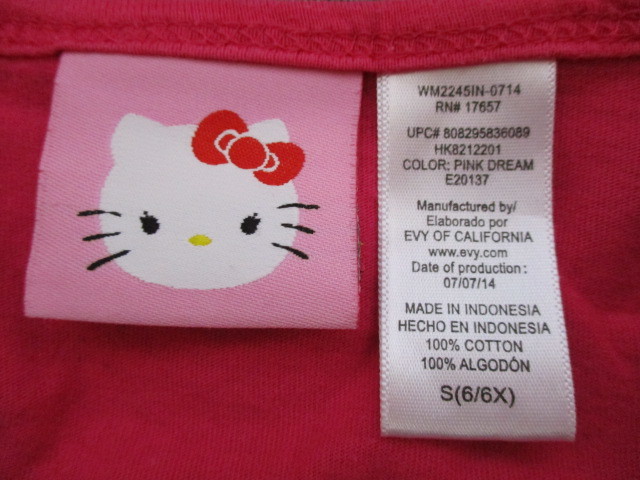 WM2245IN-0714
RN# 17657
UPC# 808295836089
HK8212201
COLOR: PINK DREAM
E20137
Manufactured by/
Elaborado por
EVY OF CALIFORNIA
www.evy.com
Date of production :
07/07/14
MADE IN INDONESIA
HECHO EN INDONESIA
100% COTTON
100% ALGODÔN
S(6/6X)